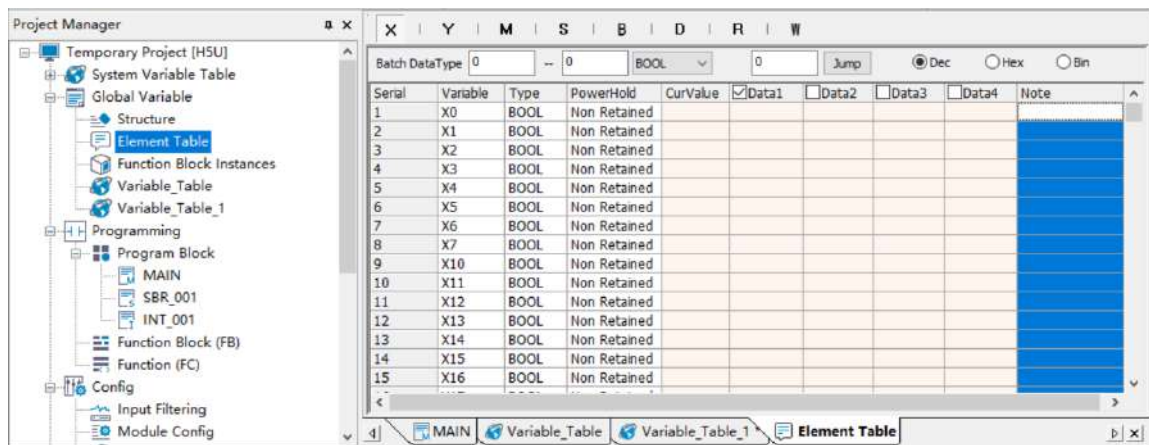 Project Manager
Temporary Project [H5U]
System Variable Table
Global Variable
Structure
Element Table
Function Block Instances
Variable_Table
Variable_Table_1
Programming
Program Block
MAIN
SBR_001
INT_001
Function Block (FB)
Function (FC)
Config
Input Filtering
Module Config
X Y M S B D R W
Batch DataType 0 -- 0 BOOL 0 Jump Dec Hex Bin
Serial Variable Type PowerHold CurValue Data1 Data2 Data3 Data4 Note
1 X0 BOOL Non Retained
2 X1 BOOL Non Retained
3 X2 BOOL Non Retained
4 X3 BOOL Non Retained
5 X4 BOOL Non Retained
6 X5 BOOL Non Retained
7 X6 BOOL Non Retained
8 X7 BOOL Non Retained
9 X10 BOOL Non Retained
10 X11 BOOL Non Retained
11 X12 BOOL Non Retained
12 X13 BOOL Non Retained
13 X14 BOOL Non Retained
14 X15 BOOL Non Retained
15 X16 BOOL Non Retained
MAIN Variable_Table Variable_Table_1 * Element Table